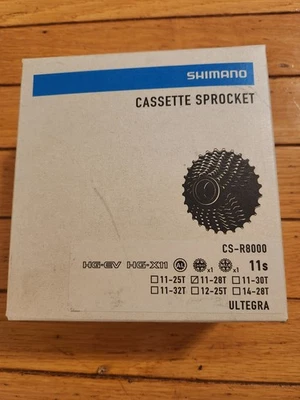 SHIMANO
CASSETTE SPROCKET
CS-R8000
HG-EV HG-X11 x1 x1 11s
☐11-25T ☑11-28T ☐11-30T
☐11-32T ☐12-25T ☐14-28T
ULTEGRA